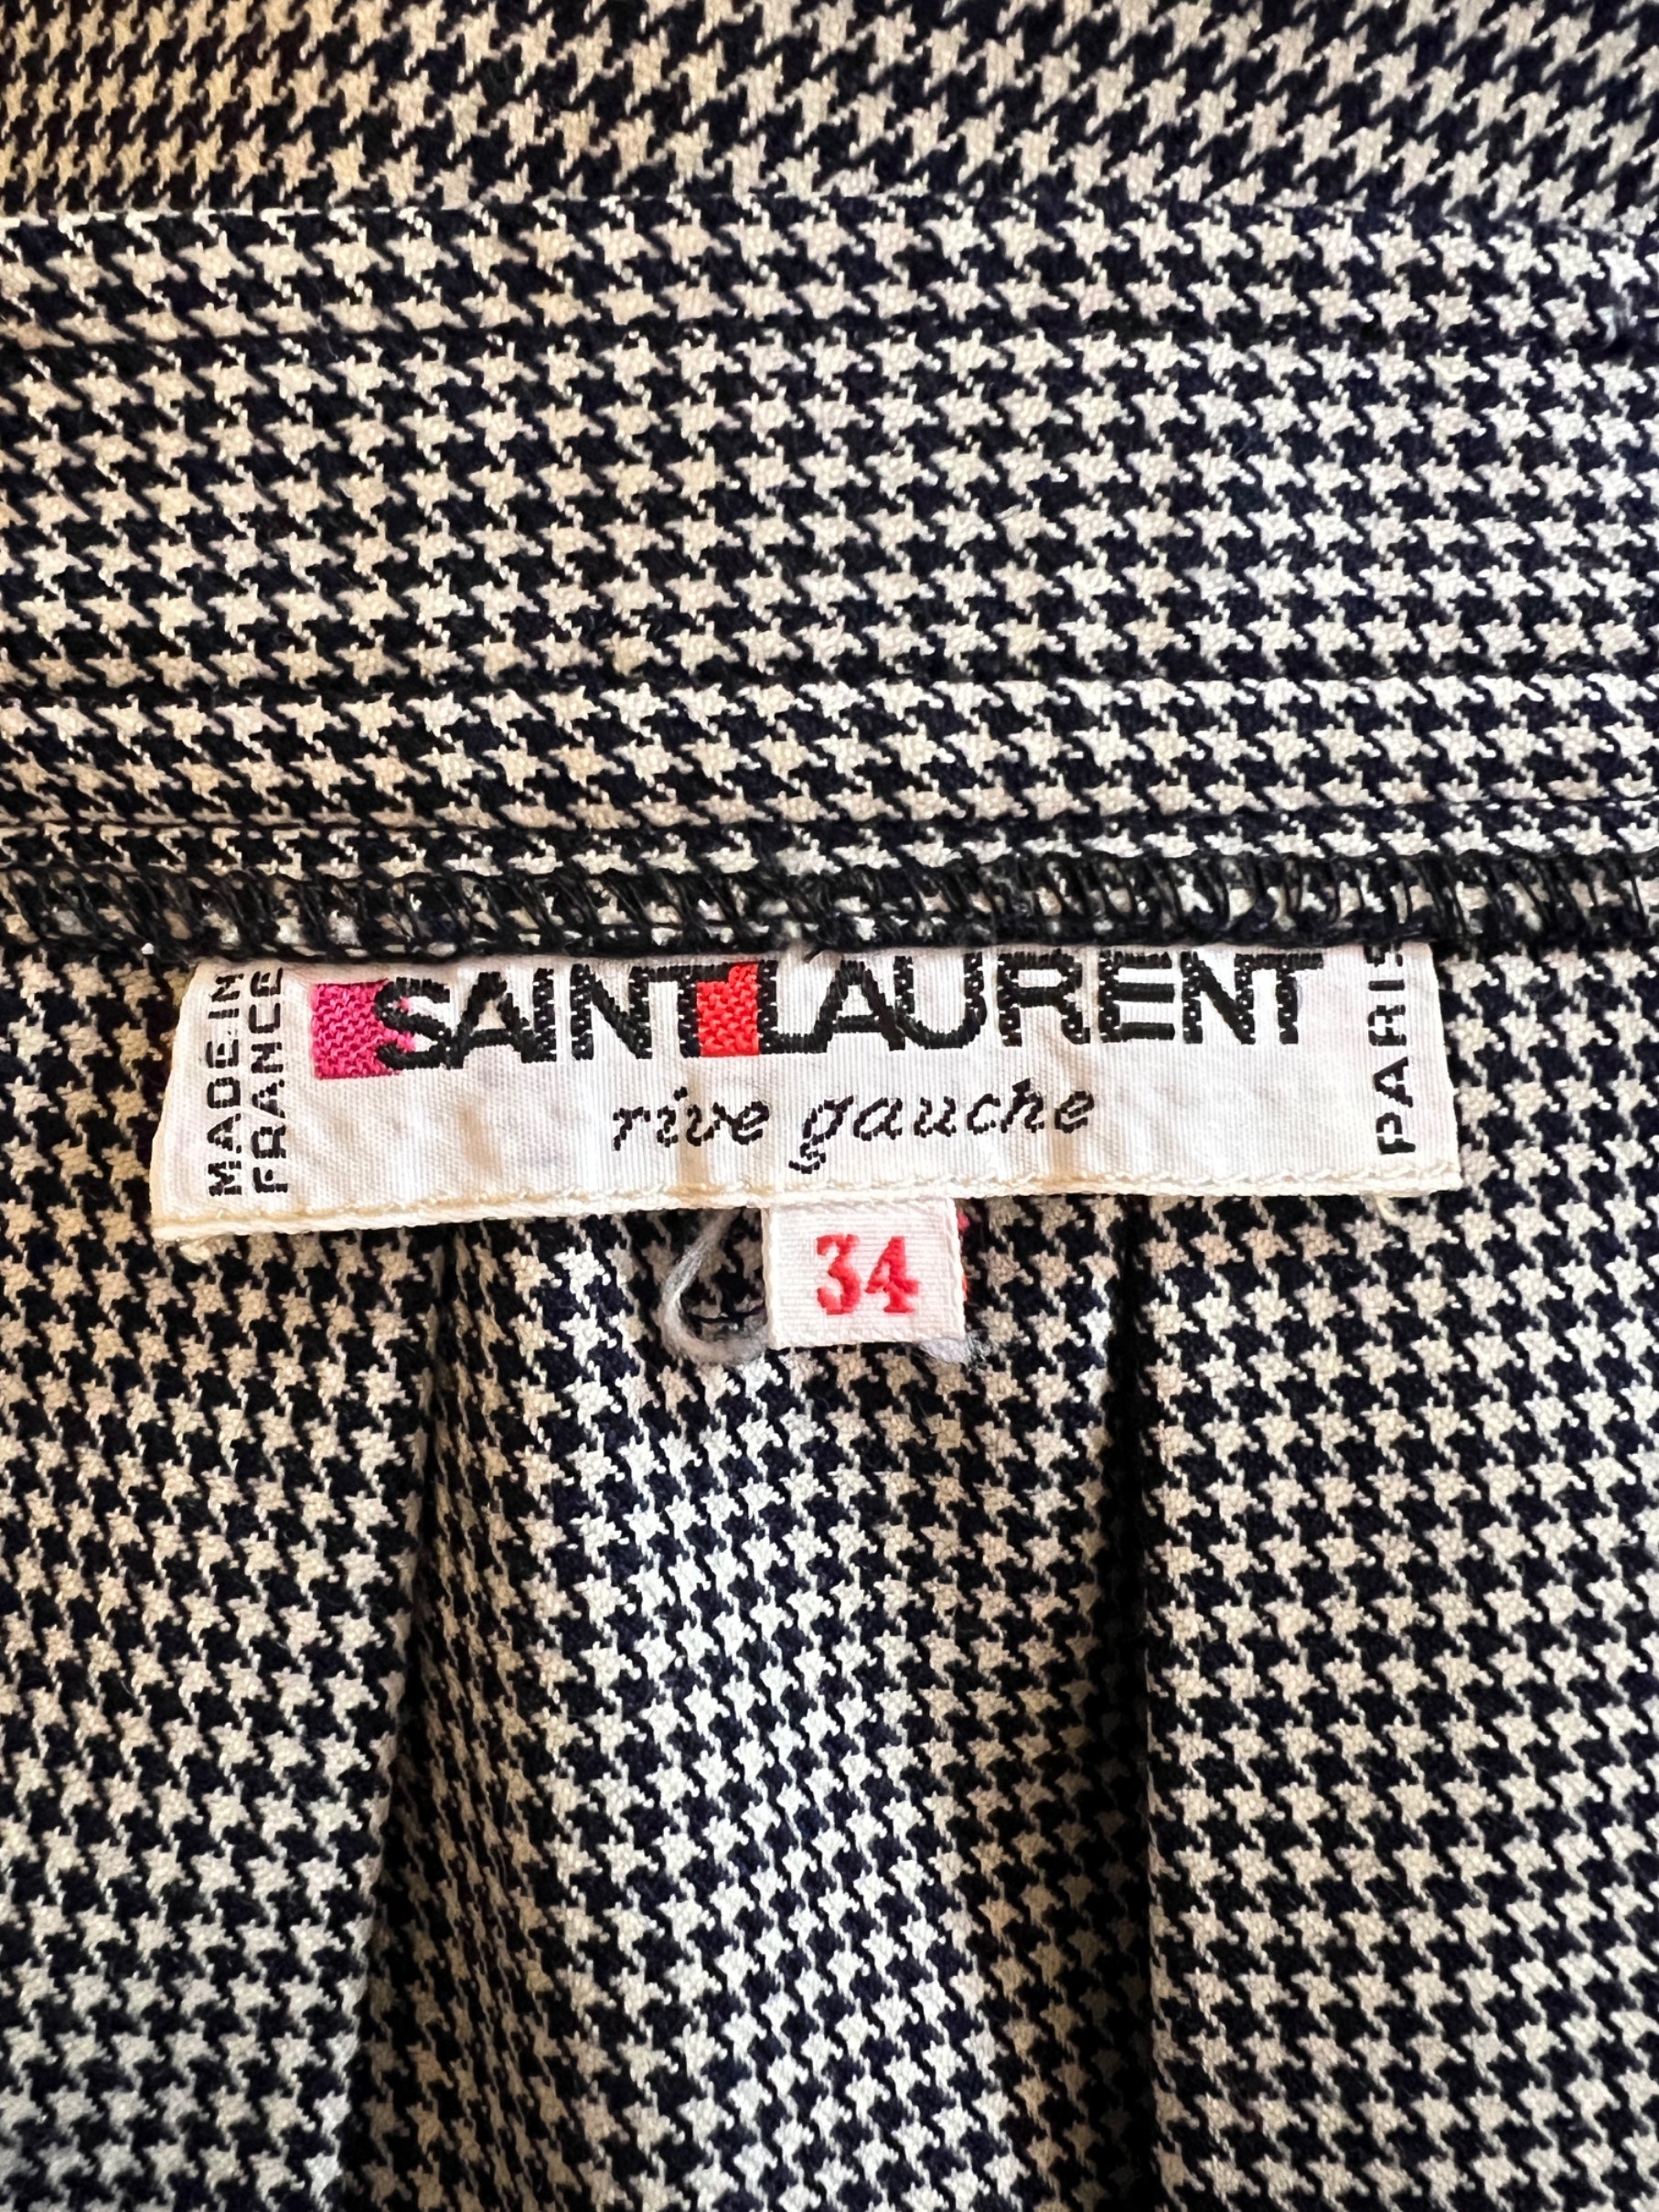 MADE IN
FRANCE
SAINT LAURENT
rive gauche
PARIS
34